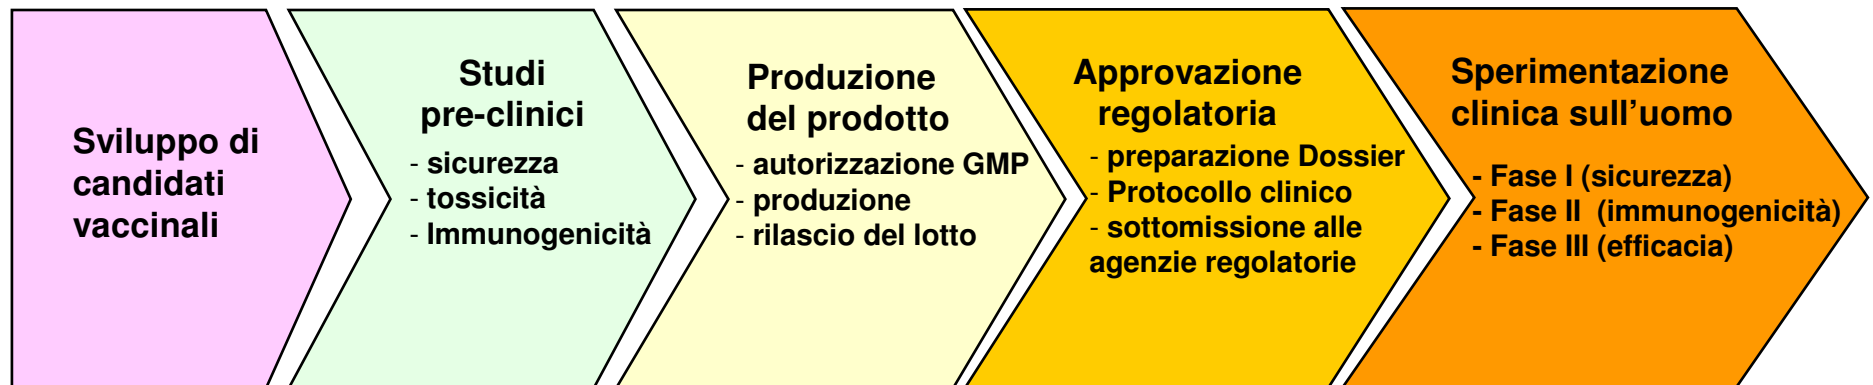 Sviluppo di
candidati
vaccinali
Studi
pre-clinici
- sicurezza
- tossicità
- Immunogenicità
Produzione
del prodotto
- autorizzazione GMP
- produzione
- rilascio del lotto
Approvazione
regolatoria
- preparazione Dossier
- Protocollo clinico
- sottomissione alle
agenzie regolatorie
Sperimentazione
clinica sull'uomo
- Fase I (sicurezza)
- Fase II (immunogenicità)
- Fase III (efficacia)